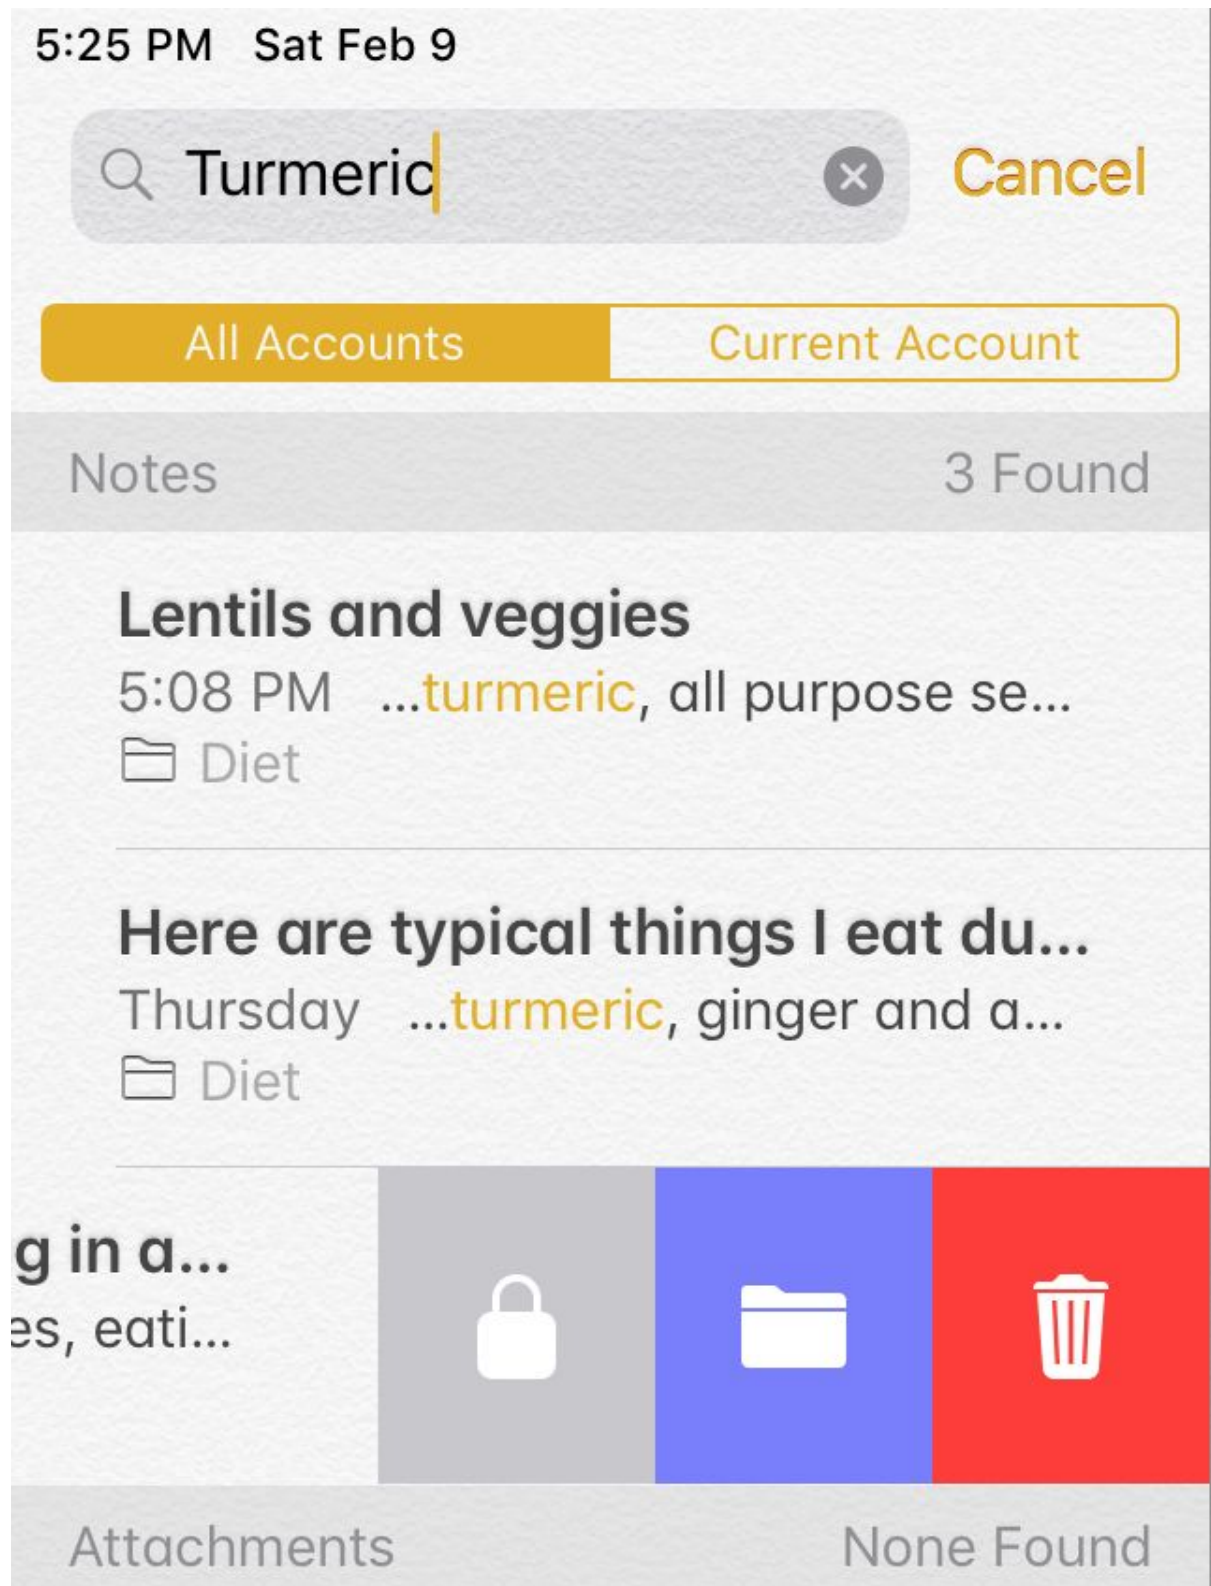 5:25 PM Sat Feb 9
Turmeric Cancel
All Accounts Current Account
Notes 3 Found
Lentils and veggies
5:08 PM ...turmeric, all purpose se...
Diet
Here are typical things I eat du...
Thursday ...turmeric, ginger and a...
Diet
g in a...
es, eati...
Attachments None Found